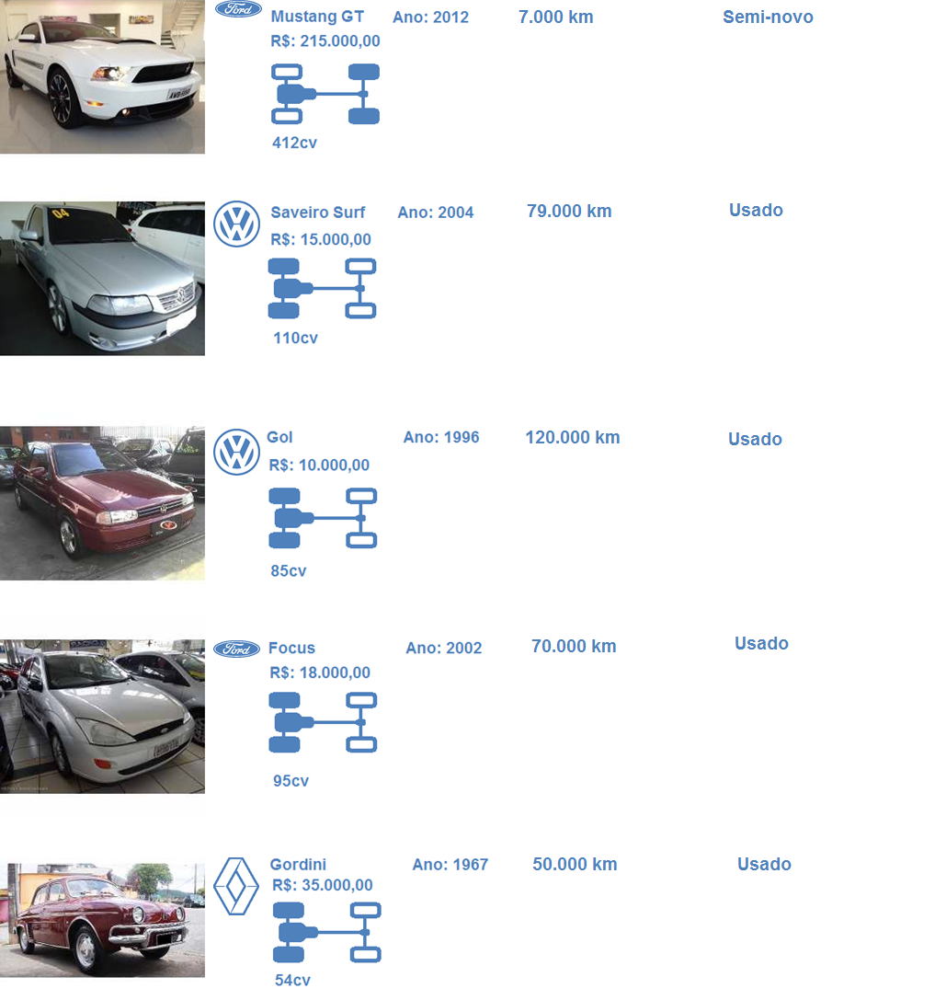 Ford Mustang GT Ano: 2012 7.000 km Semi-novo
R$: 215.000,00
412cv
04
Saveiro Surf Ano: 2004 79.000 km Usado
R$: 15.000,00
110cv
Gol Ano: 1996 120.000 km Usado
R$: 10.000,00
85cv
Ford Focus Ano: 2002 70.000 km Usado
R$: 18.000,00
95cv
Gordini Ano: 1967 50.000 km Usado
R$: 35.000,00
54cv